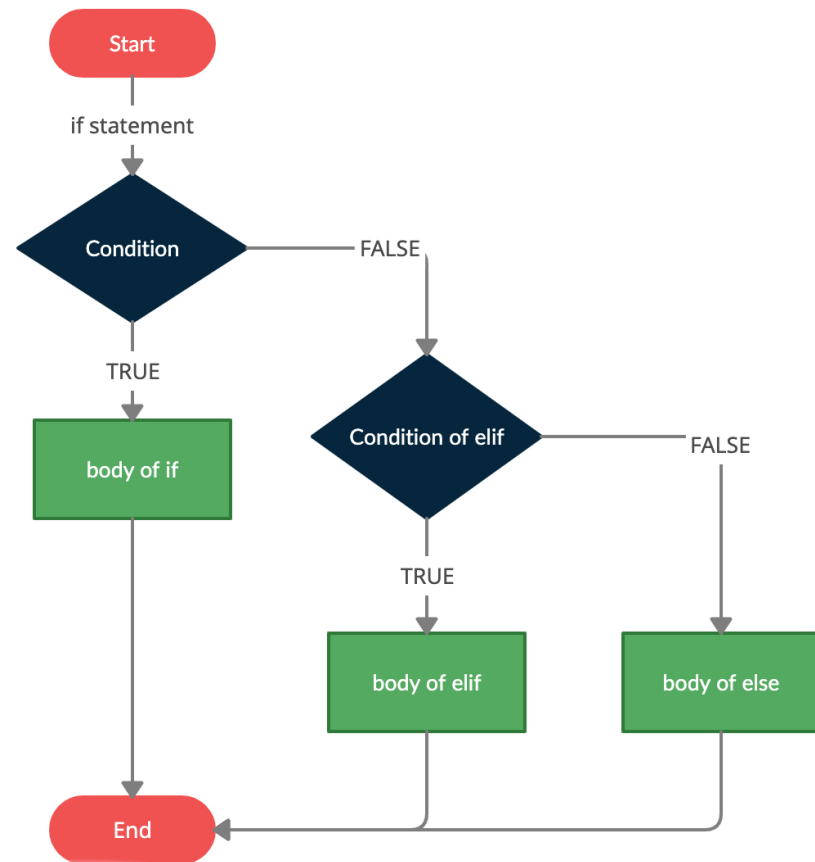 Start
if statement
Condition
FALSE
TRUE
Condition of elif
FALSE
body of if
TRUE
body of elif
body of else
End